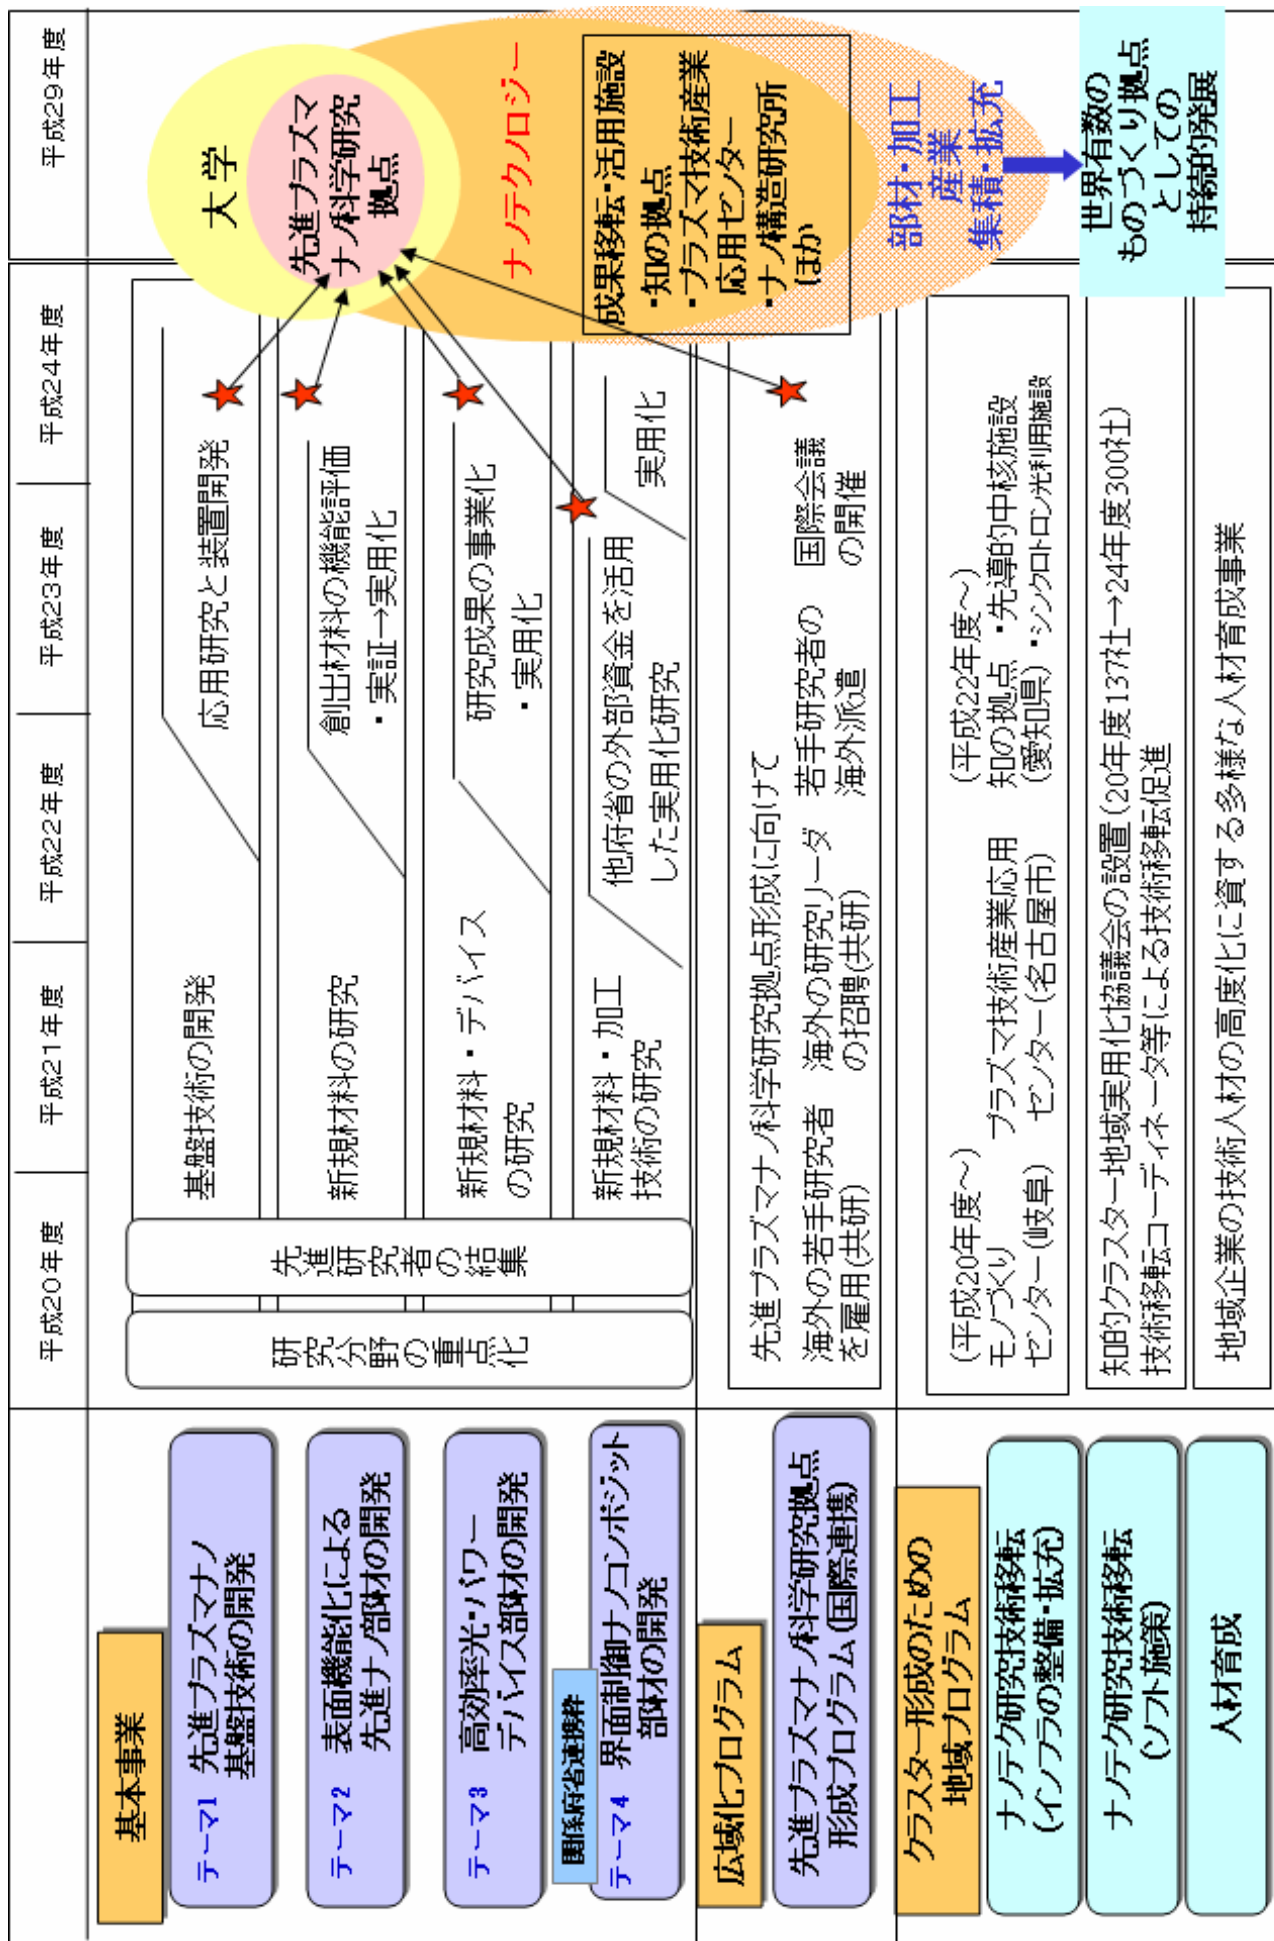 平成20年度
平成21年度
平成22年度
平成23年度
平成24年度
平成29年度
基本事業
テーマ1 先進プラズマナノ
基盤技術の開発
テーマ2 表面機能化による
先進ナノ部材の開発
テーマ3 高効率光・パワー
デバイス部材の開発
関係府省連携枠
テーマ4 界面制御ナノコンポジット
部材の開発
研究分野の重点化
先進研究者の結集
基盤技術の開発
応用研究と装置開発
新規材料の研究
創出材料の機能評価
・実証→実用化
新規材料・デバイス
の研究
研究成果の事業化
・実用化
新規材料・加工
技術の研究
他府省の外部資金を活用
した実用化研究
実用化
大学
先進プラズマ
ナノ科学研究
拠点
ナノテクノロジー
成果移転・活用施設
・知の拠点
・プラズマ技術産業
応用センター
・ナノ構造研究所
ほか
部材・加工
産業
集積・拡充
世界有数の
ものづくり拠点
としての
持続的発展
広域化プログラム
先進プラズマナノ科学研究拠点
形成プログラム(国際連携)
先進プラズマナノ科学研究拠点形成に向けて
海外の若手研究者
を雇用(共研)
海外の研究リーダ
の招聘(共研)
若手研究者の
海外派遣
国際会議
の開催
クラスター形成のための
地域プログラム
ナノテク研究技術移転
(インフラの整備・拡充)
(平成20年度～)
モノづくり
センター(岐阜)
プラズマ技術産業応用
センター(名古屋市)
(平成22年度～)
知の拠点
(愛知県)
・先導的中核施設
・シンクロトロン光利用施設
ナノテク研究技術移転
(ソフト施策)
知的クラスター地域実用化協議会の設置(20年度137社→24年度300社)
技術移転コーディネータ等による技術移転促進
人材育成
地域企業の技術人材の高度化に資する多様な人材育成事業